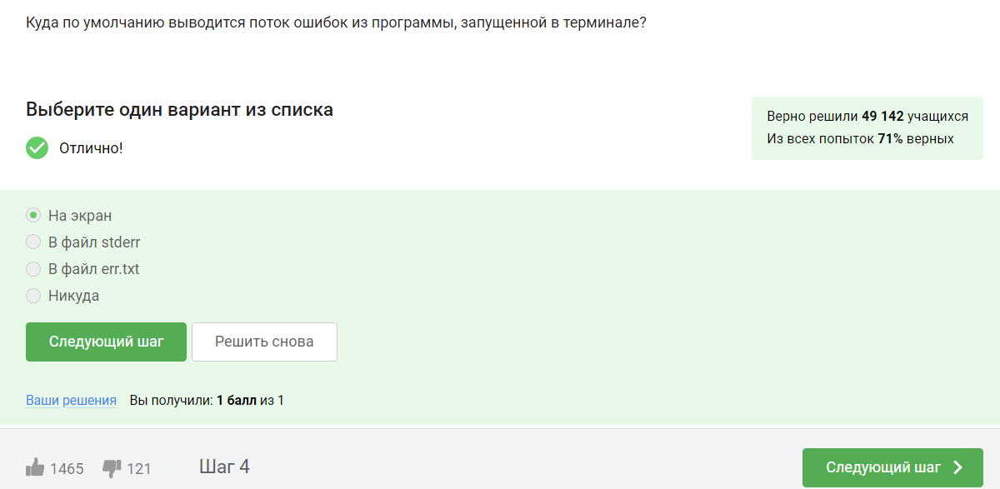 Куда по умолчанию выводится поток ошибок из программы, запущенной в терминале?
Выберите один вариант из списка
Отлично!
Верно решили 49 142 учащихся
Из всех попыток 71% верных
На экран
В файл stderr
В файл err.txt
Никуда
Следующий шаг
Решить снова
Ваши решения Вы получили: 1 балл из 1
1465 121 Шаг 4 Следующий шаг